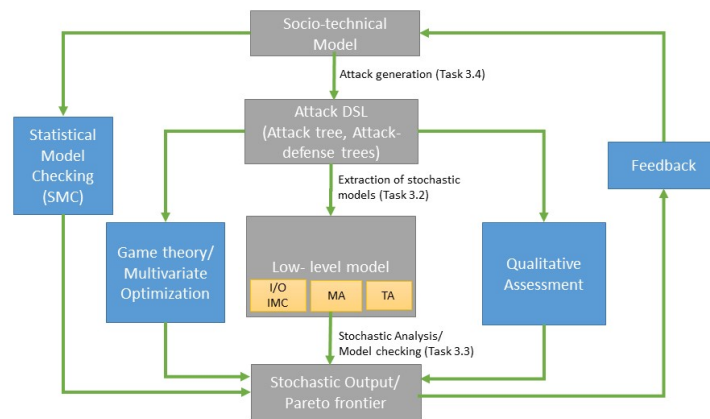 Socio-technical
Model
Attack generation (Task 3.4)
Attack DSL
(Attack tree, Attack-
defense trees)
Statistical
Model
Checking
(SMC)
Feedback
Extraction of stochastic
models (Task 3.2)
Game theory/
Multivariate
Optimization
Low- level model
I/O
IMC
MA
TA
Qualitative
Assessment
Stochastic Analysis/
Model checking (Task 3.3)
Stochastic Output/
Pareto frontier